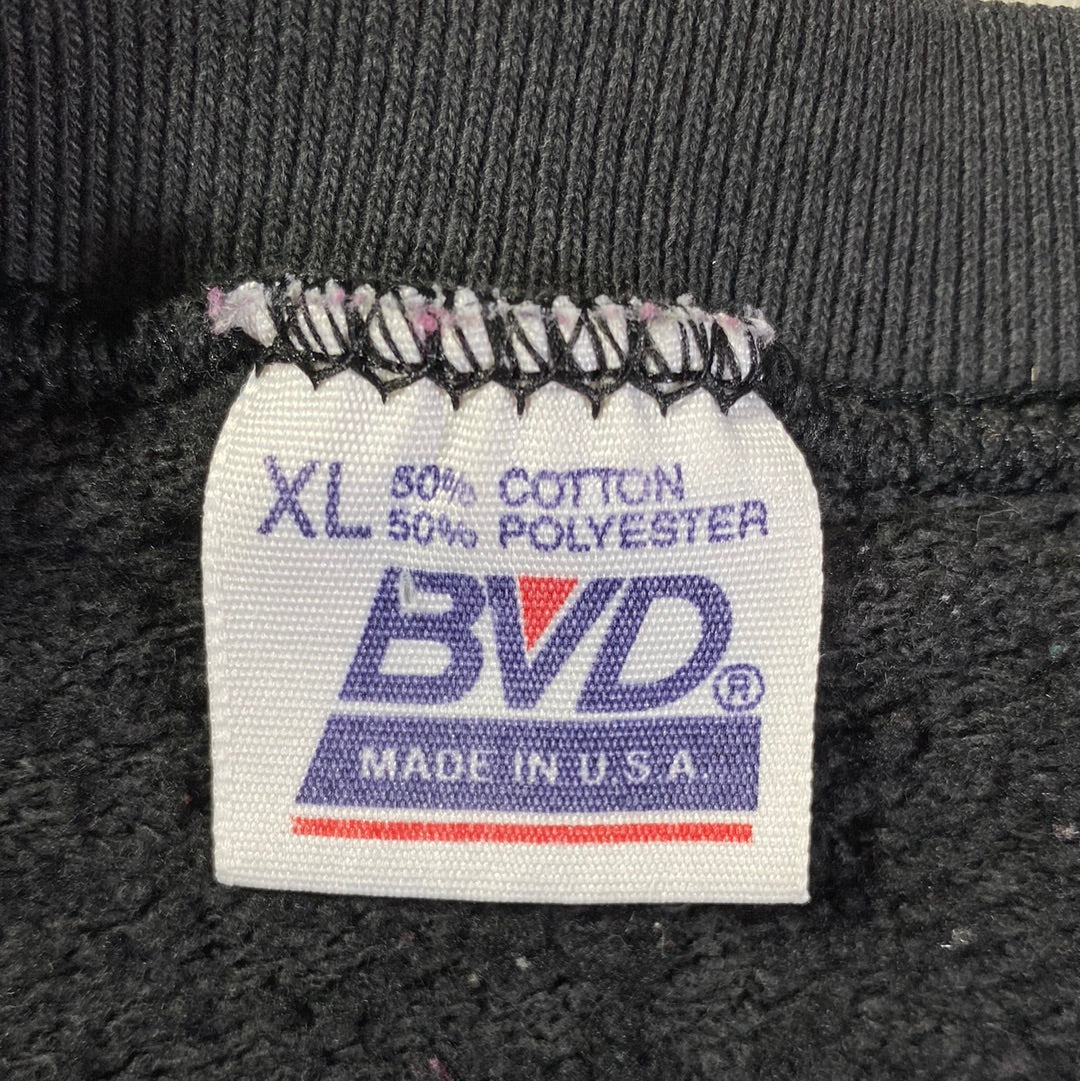 XL 50% COTTON
50% POLYESTER
BVD®
MADE IN U.S.A.